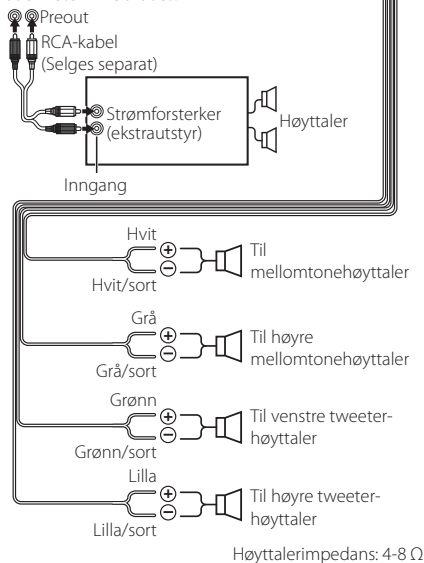 Preout
RCA-kabel
(Selges separat)
Strømforsterker
(ekstrautstyr)
Høyttaler
Inngang
Hvit
Hvit/sort
Til
mellomtonehøyttaler
Grå
Grå/sort
Til høyre
mellomtonehøyttaler
Grønn
Grønn/sort
Til venstre tweeter-
høyttaler
Lilla
Lilla/sort
Til høyre tweeter-
høyttaler
Høyttalerimpedans: 4-8 Ω